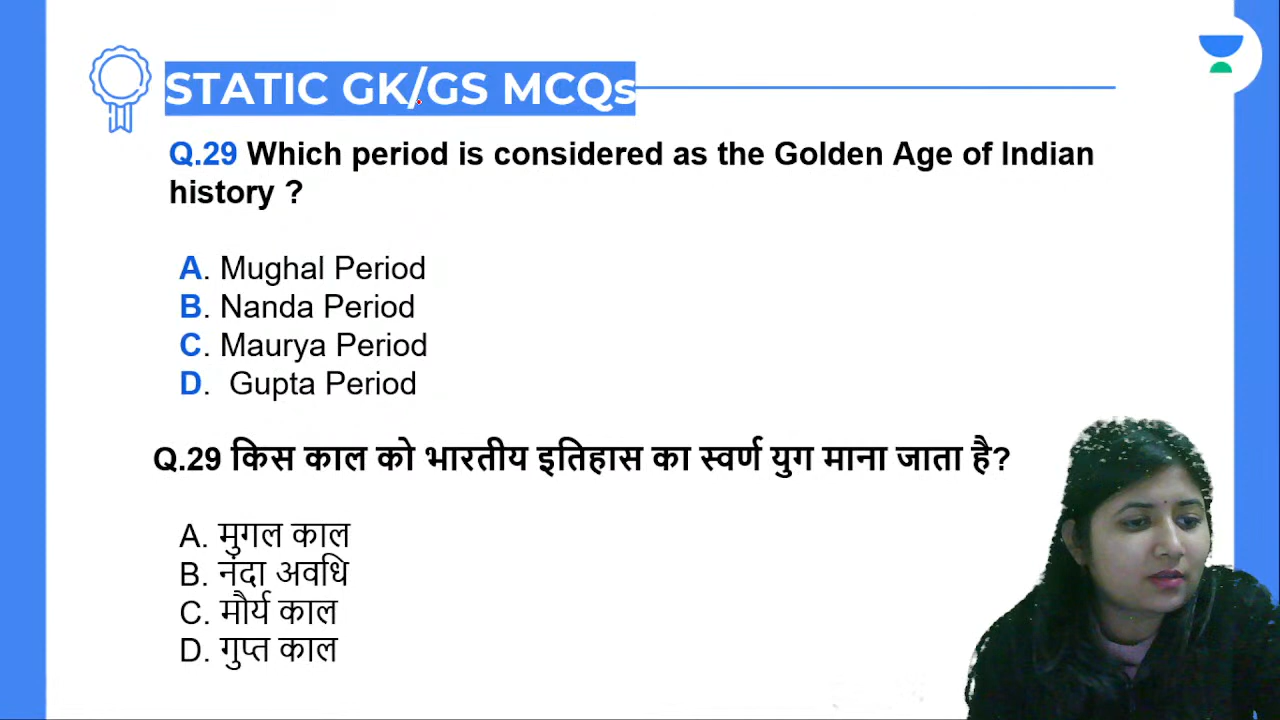 STATIC GK/GS MCQs
Q.29 Which period is considered as the Golden Age of Indian
history ?
A. Mughal Period
B. Nanda Period
C. Maurya Period
D. Gupta Period
Q.29 किस काल को भारतीय इतिहास का स्वर्ण युग माना जाता है?
A. मुगल काल
B. नंदा अवधि
C. मौर्य काल
D. गुप्त काल